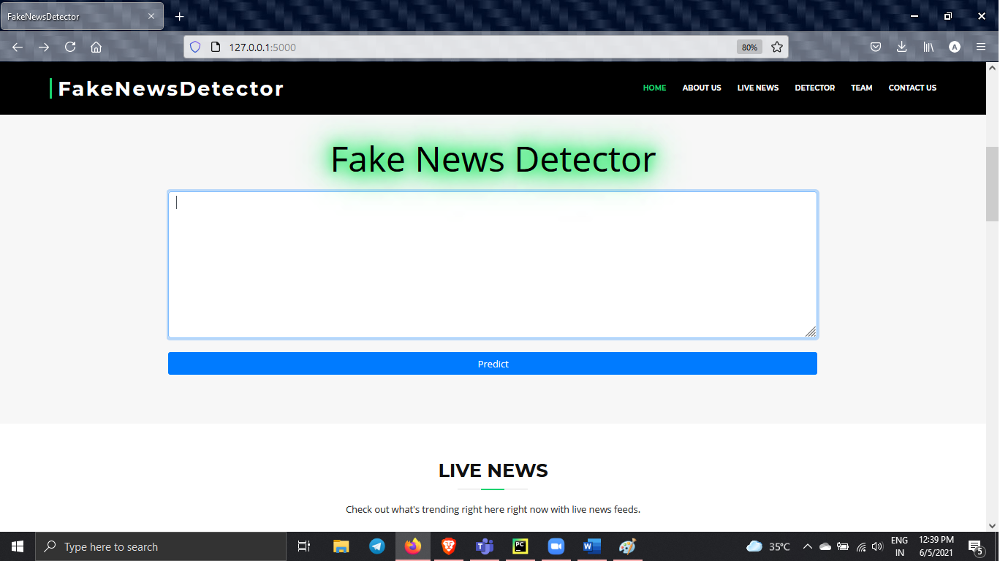 FakeNewsDetector
127.0.0.1:5000
80%
A
FakeNewsDetector
HOME ABOUT US LIVE NEWS DETECTOR TEAM CONTACT US
Fake News Detector
Predict
LIVE NEWS
Check out what's trending right here right now with live news feeds.
Type here to search
PC
W
35°C
ENG
IN
12:39 PM
6/5/2021
5